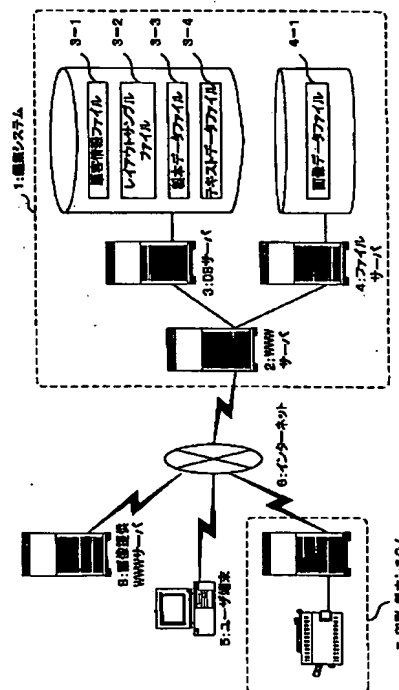 1:編集システム
3-1
3-2
3-3
3-4
顧客情報ファイル
レイアウトサンプル
ファイル
製本データファイル
テキストデータファイル
4-1
画像データファイル
3:DBサーバ
4:ファイル
サーバ
2:WWW
サーバ
6:インターネット
8:画像提供
WWWサーバ
5:ユーザ端末